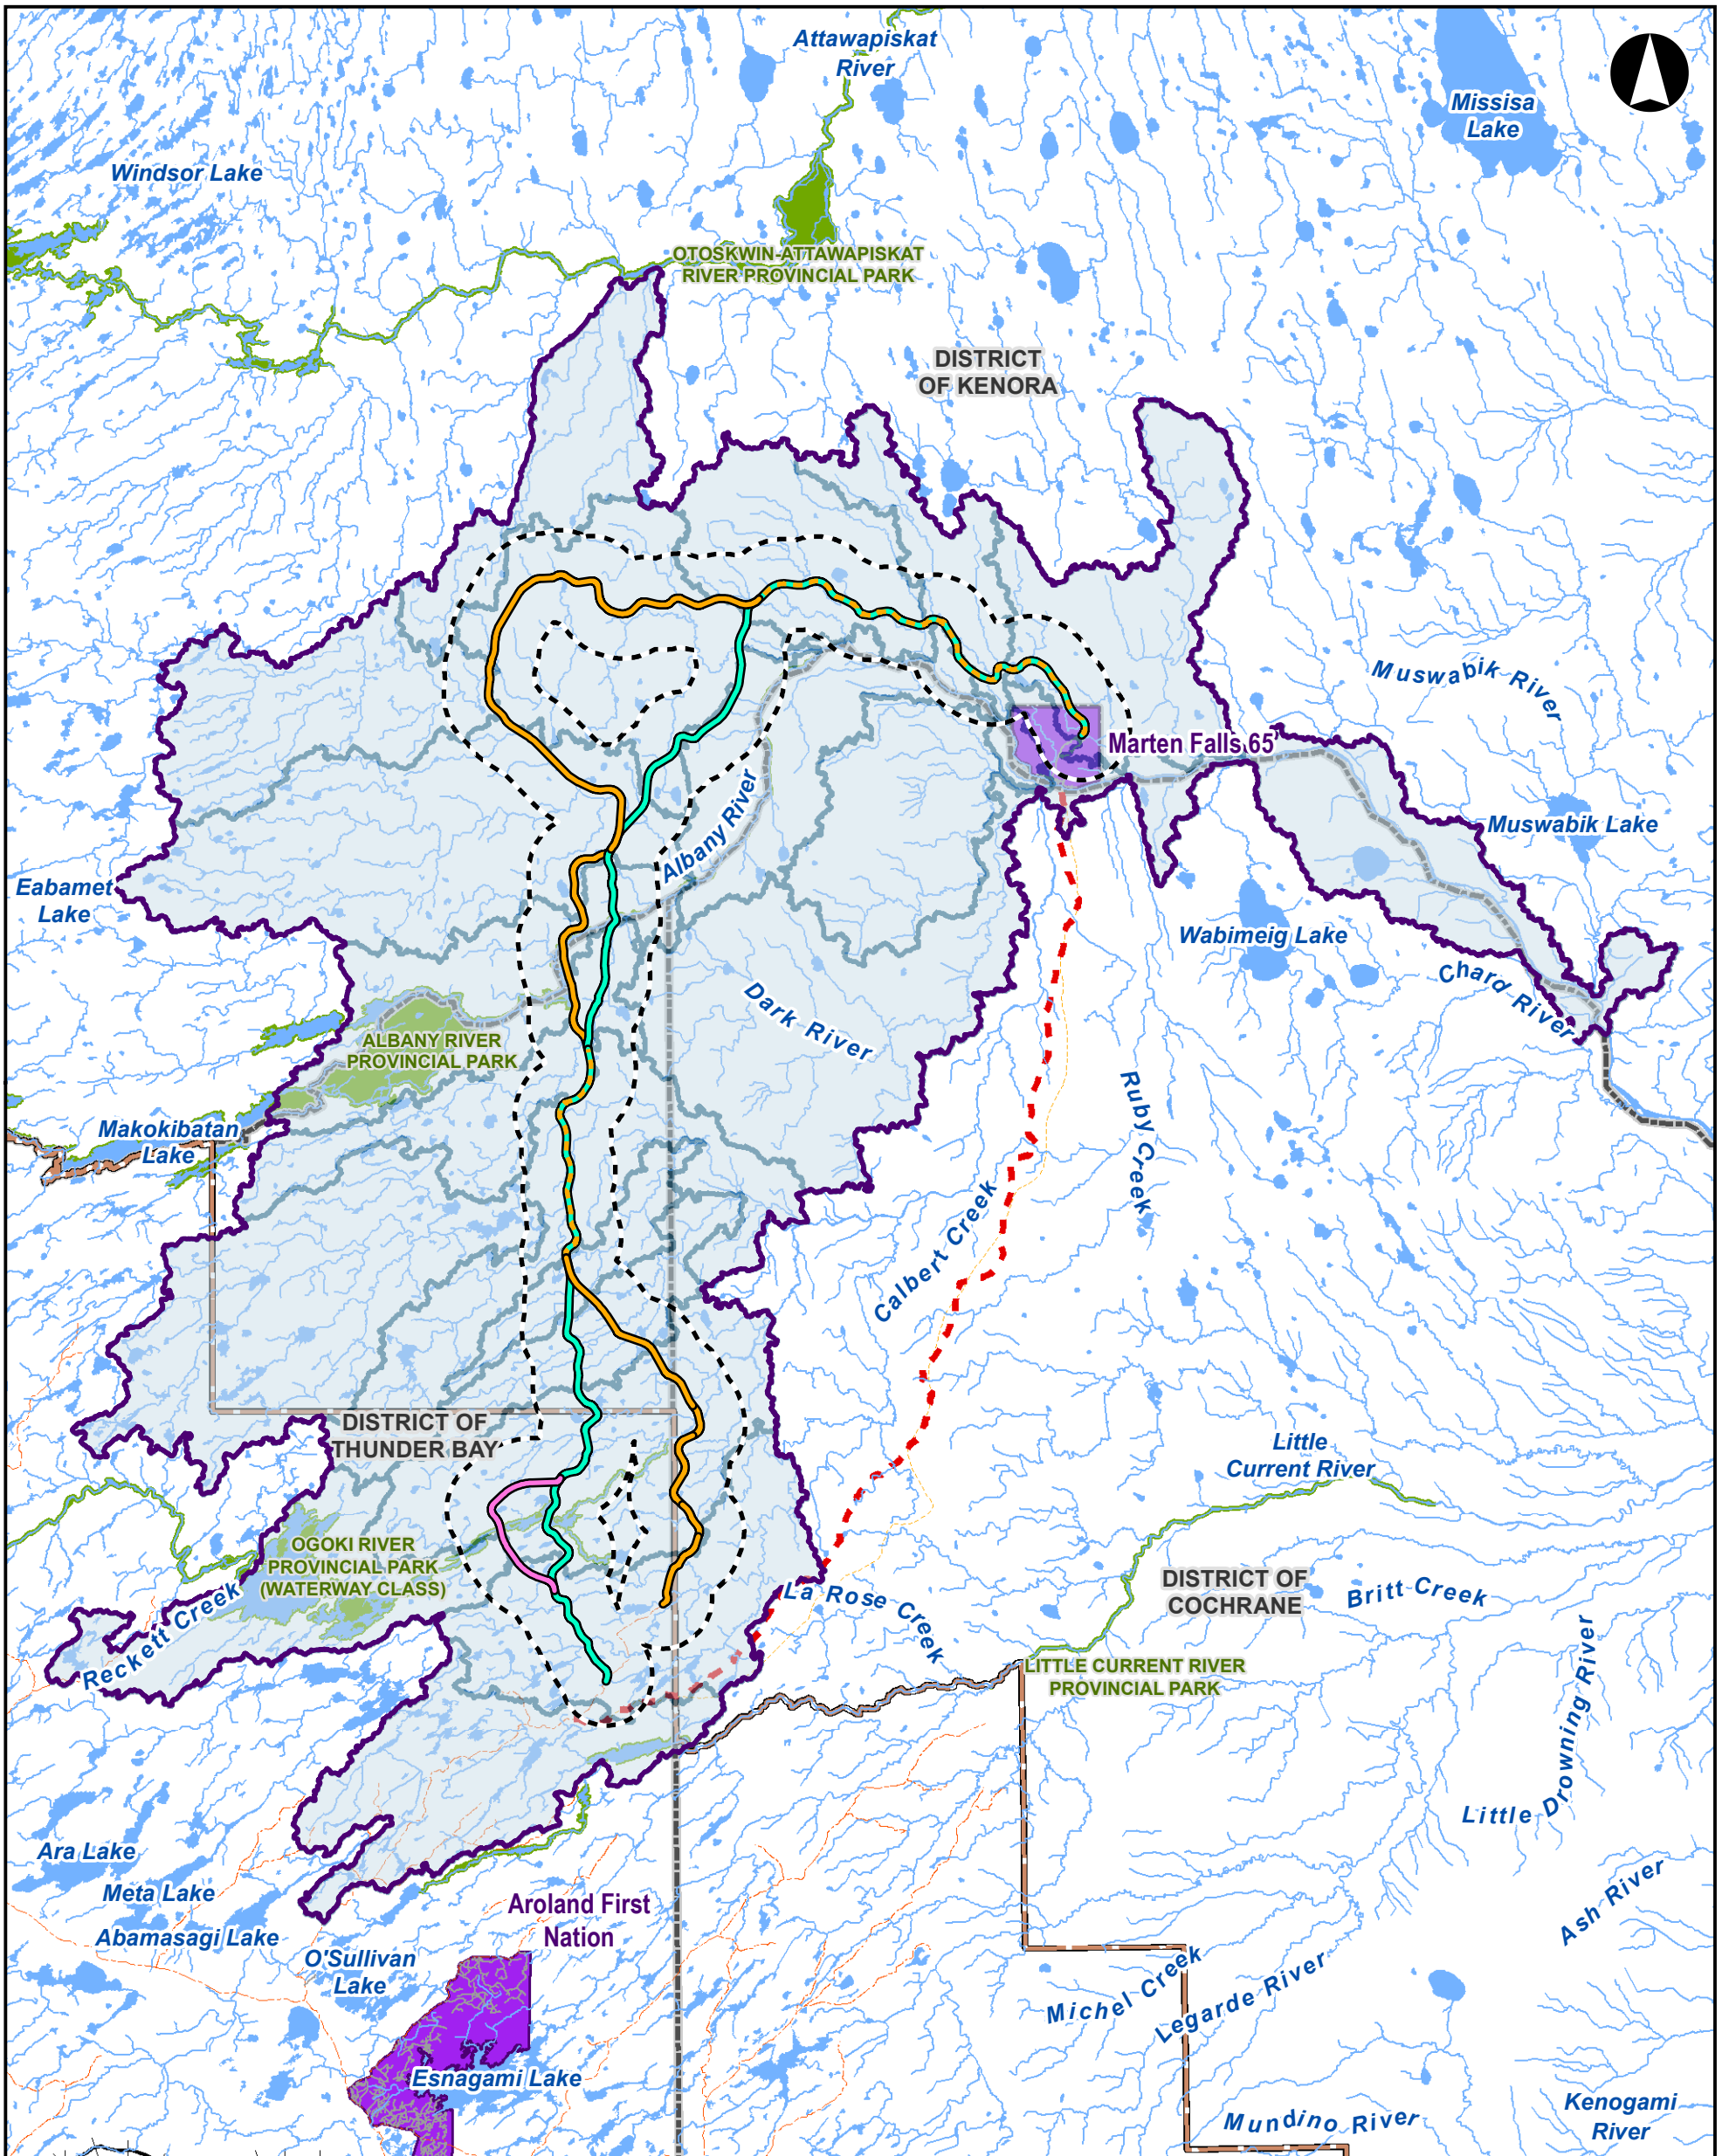 Attawapiskat
River
Missisa
Lake
Windsor Lake
OTOSKWIN-ATTAWAPISKAT
RIVER PROVINCIAL PARK
DISTRICT
OF KENORA
Muswabik River
Marten Falls 65
Albany River
Muswabik Lake
Eabamet
Lake
Wabimeig Lake
Chard River
Dark River
ALBANY RIVER
PROVINCIAL PARK
Ruby Creek
Makokibatan
Lake
Calbert Creek
DISTRICT OF
THUNDER BAY
Little
Current River
OGOKI RIVER
PROVINCIAL PARK
(WATERWAY CLASS)
DISTRICT OF
COCHRANE
Britt Creek
La Rose Creek
Reckett Creek
LITTLE CURRENT RIVER
PROVINCIAL PARK
Little Drowning River
Ara Lake
Meta Lake
Abamasagi Lake
Aroland First
Nation
Ash River
O'Sullivan
Lake
Michel Creek
Legarde River
Esnagami Lake
Mundino River
Kenogami
River